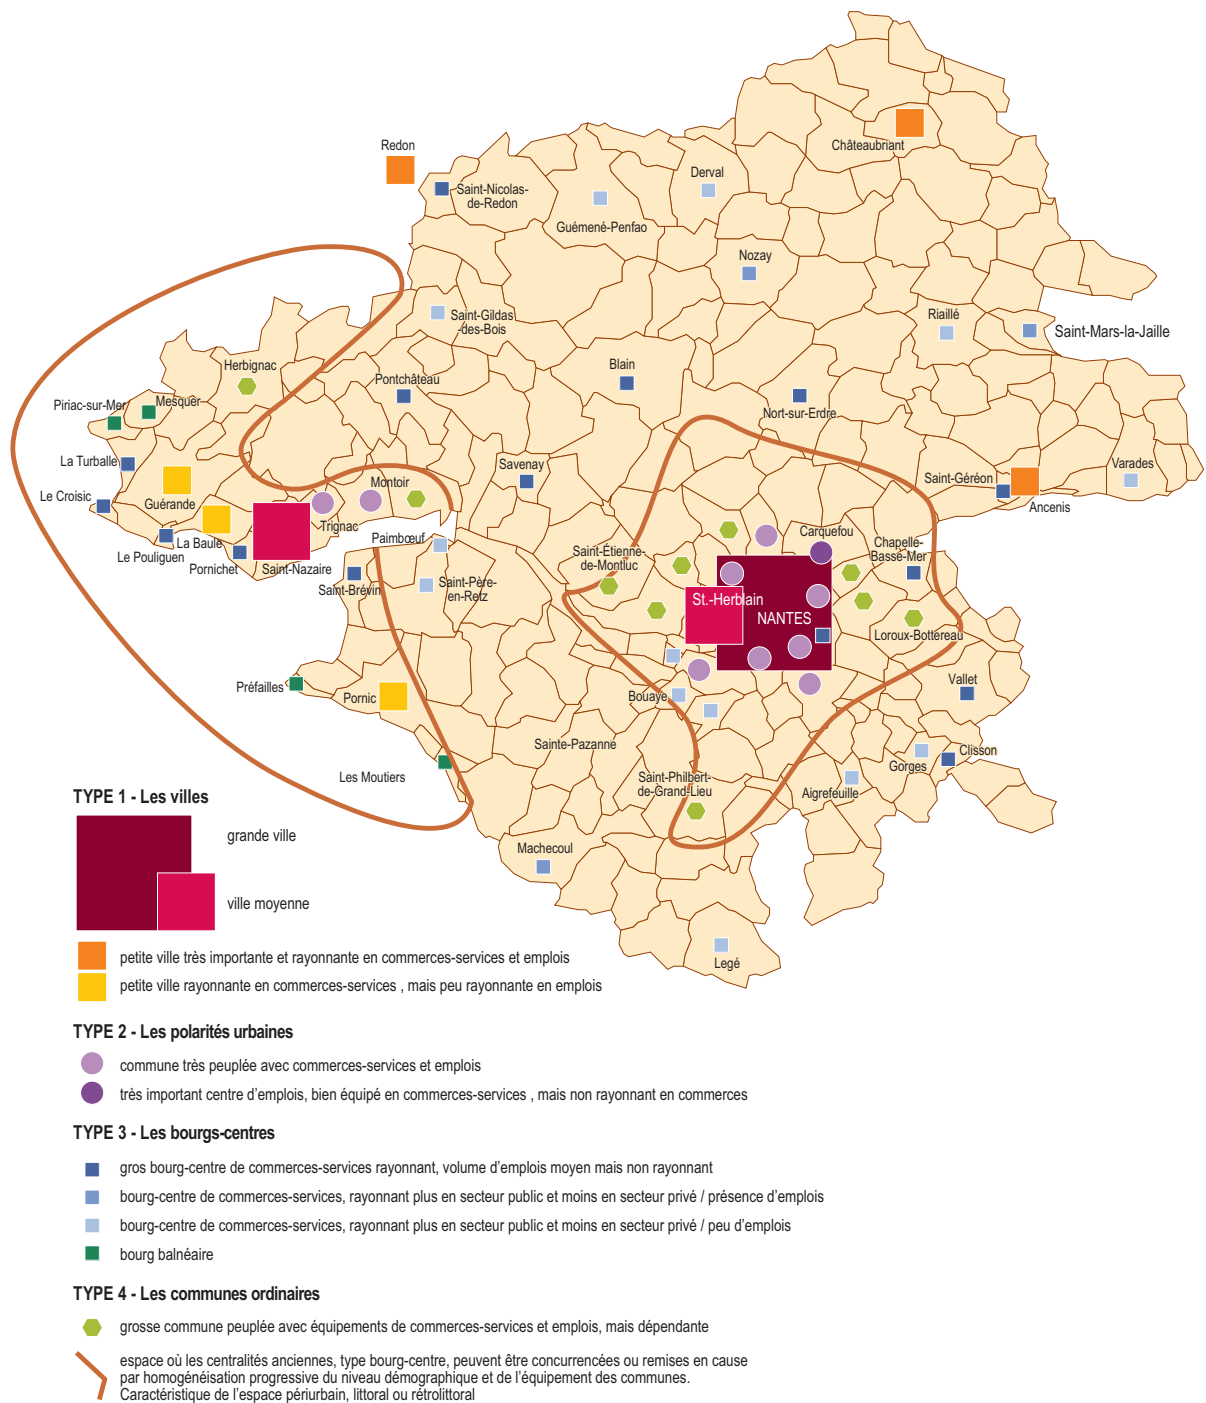 Châteaubriant
Redon
Derval
Saint-Nicolas-
de-Redon
Guémené-Penfao
Nozay
Saint-Gildas
-des-Bois
Riaillé
Saint-Mars-la-Jaille
Herbignac
Blain
Pontchâteau
Piriac-sur-Mer
Mesquer
Nort-sur-Erdre
La Turballe
Savenay
Varades
Montoir
Saint-Géréon
Le Croisic
Guérande
Ancenis
Trignac
Carquefou
La Baule
Paimbœuf
Chapelle-
Basse-Mer
Le Pouliguen
Pornichet
Saint-Nazaire
Saint-Étienne-
de-Montluc
Saint-Brévin
Saint-Père-
en-Retz
St.-Herblain
NANTES
Loroux-Bottereau
Préfailles
Pornic
Bouaye
Vallet
Sainte-Pazanne
Clisson
Gorges
Les Moutiers
Saint-Philbert-
de-Grand-Lieu
Aigrefeuille
Machecoul
Legé
TYPE 1 - Les villes
grande ville
ville moyenne
petite ville très importante et rayonnante en commerces-services et emplois
petite ville rayonnante en commerces-services , mais peu rayonnante en emplois
TYPE 2 - Les polarités urbaines
commune très peuplée avec commerces-services et emplois
très important centre d'emplois, bien équipé en commerces-services , mais non rayonnant en commerces
TYPE 3 - Les bourgs-centres
gros bourg-centre de commerces-services rayonnant, volume d'emplois moyen mais non rayonnant
bourg-centre de commerces-services, rayonnant plus en secteur public et moins en secteur privé / présence d'emplois
bourg-centre de commerces-services, rayonnant plus en secteur public et moins en secteur privé / peu d'emplois
bourg balnéaire
TYPE 4 - Les communes ordinaires
grosse commune peuplée avec équipements de commerces-services et emplois, mais dépendante
espace où les centralités anciennes, type bourg-centre, peuvent être concurrencées ou remises en cause
par homogénéisation progressive du niveau démographique et de l'équipement des communes.
Caractéristique de l'espace périurbain, littoral ou rétrolittoral